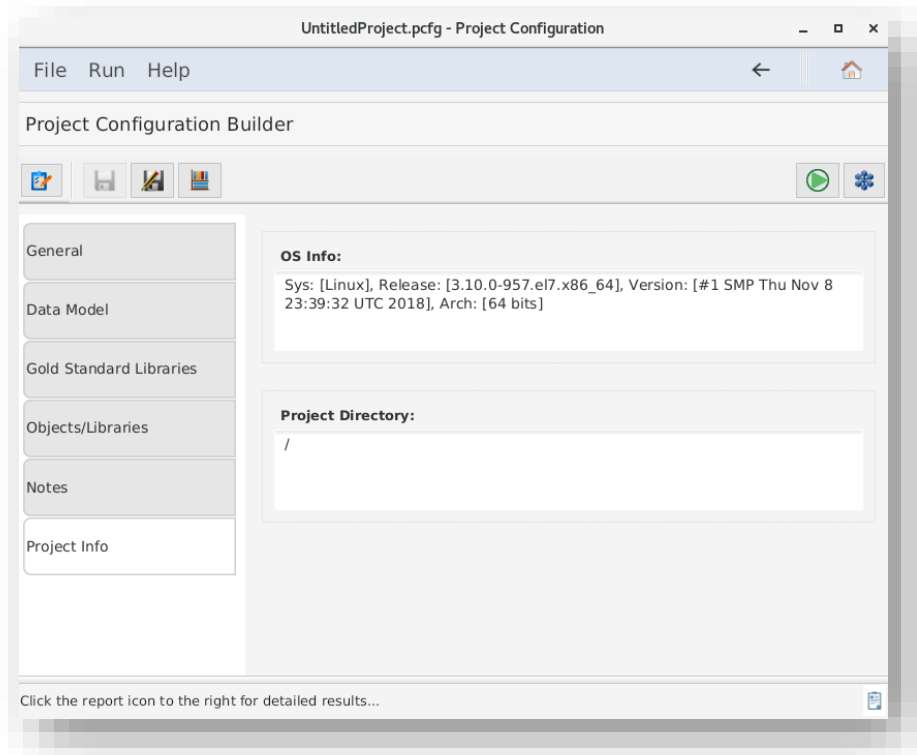 UntitledProject.pcfg - Project Configuration
File Run Help
Project Configuration Builder
General
Data Model
Gold Standard Libraries
Objects/Libraries
Notes
Project Info
OS Info:
Sys: [Linux], Release: [3.10.0-957.el7.x86_64], Version: [#1 SMP Thu Nov 8
23:39:32 UTC 2018], Arch: [64 bits]
Project Directory:
/
Click the report icon to the right for detailed results...